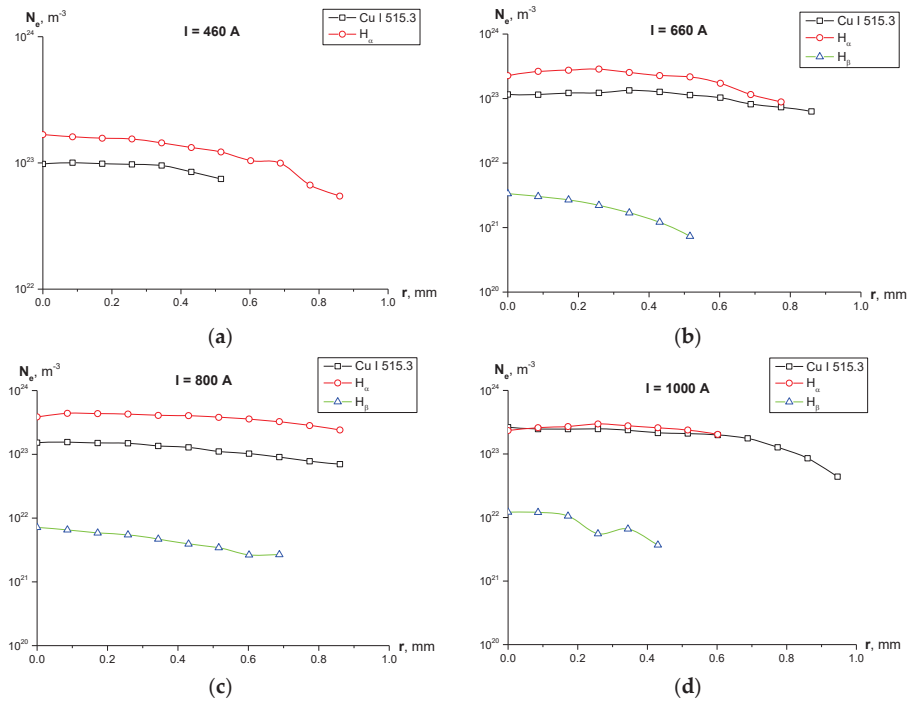 Nₑ, m⁻³
I = 460 A
Cu I 515.3
Hα
10²⁴
10²³
10²²
0.0 0.2 0.4 0.6 0.8 1.0
r, mm
(a)
Nₑ, m⁻³
I = 660 A
Cu I 515.3
Hα
Hβ
10²⁴
10²³
10²²
10²¹
10²⁰
0.0 0.2 0.4 0.6 0.8 1.0
r, mm
(b)
Nₑ, m⁻³
I = 800 A
Cu I 515.3
Hα
Hβ
10²⁴
10²³
10²²
10²¹
10²⁰
0.0 0.2 0.4 0.6 0.8 1.0
r, mm
(c)
Nₑ, m⁻³
I = 1000 A
Cu I 515.3
Hα
Hβ
10²⁴
10²³
10²²
10²¹
10²⁰
0.0 0.2 0.4 0.6 0.8 1.0
r, mm
(d)